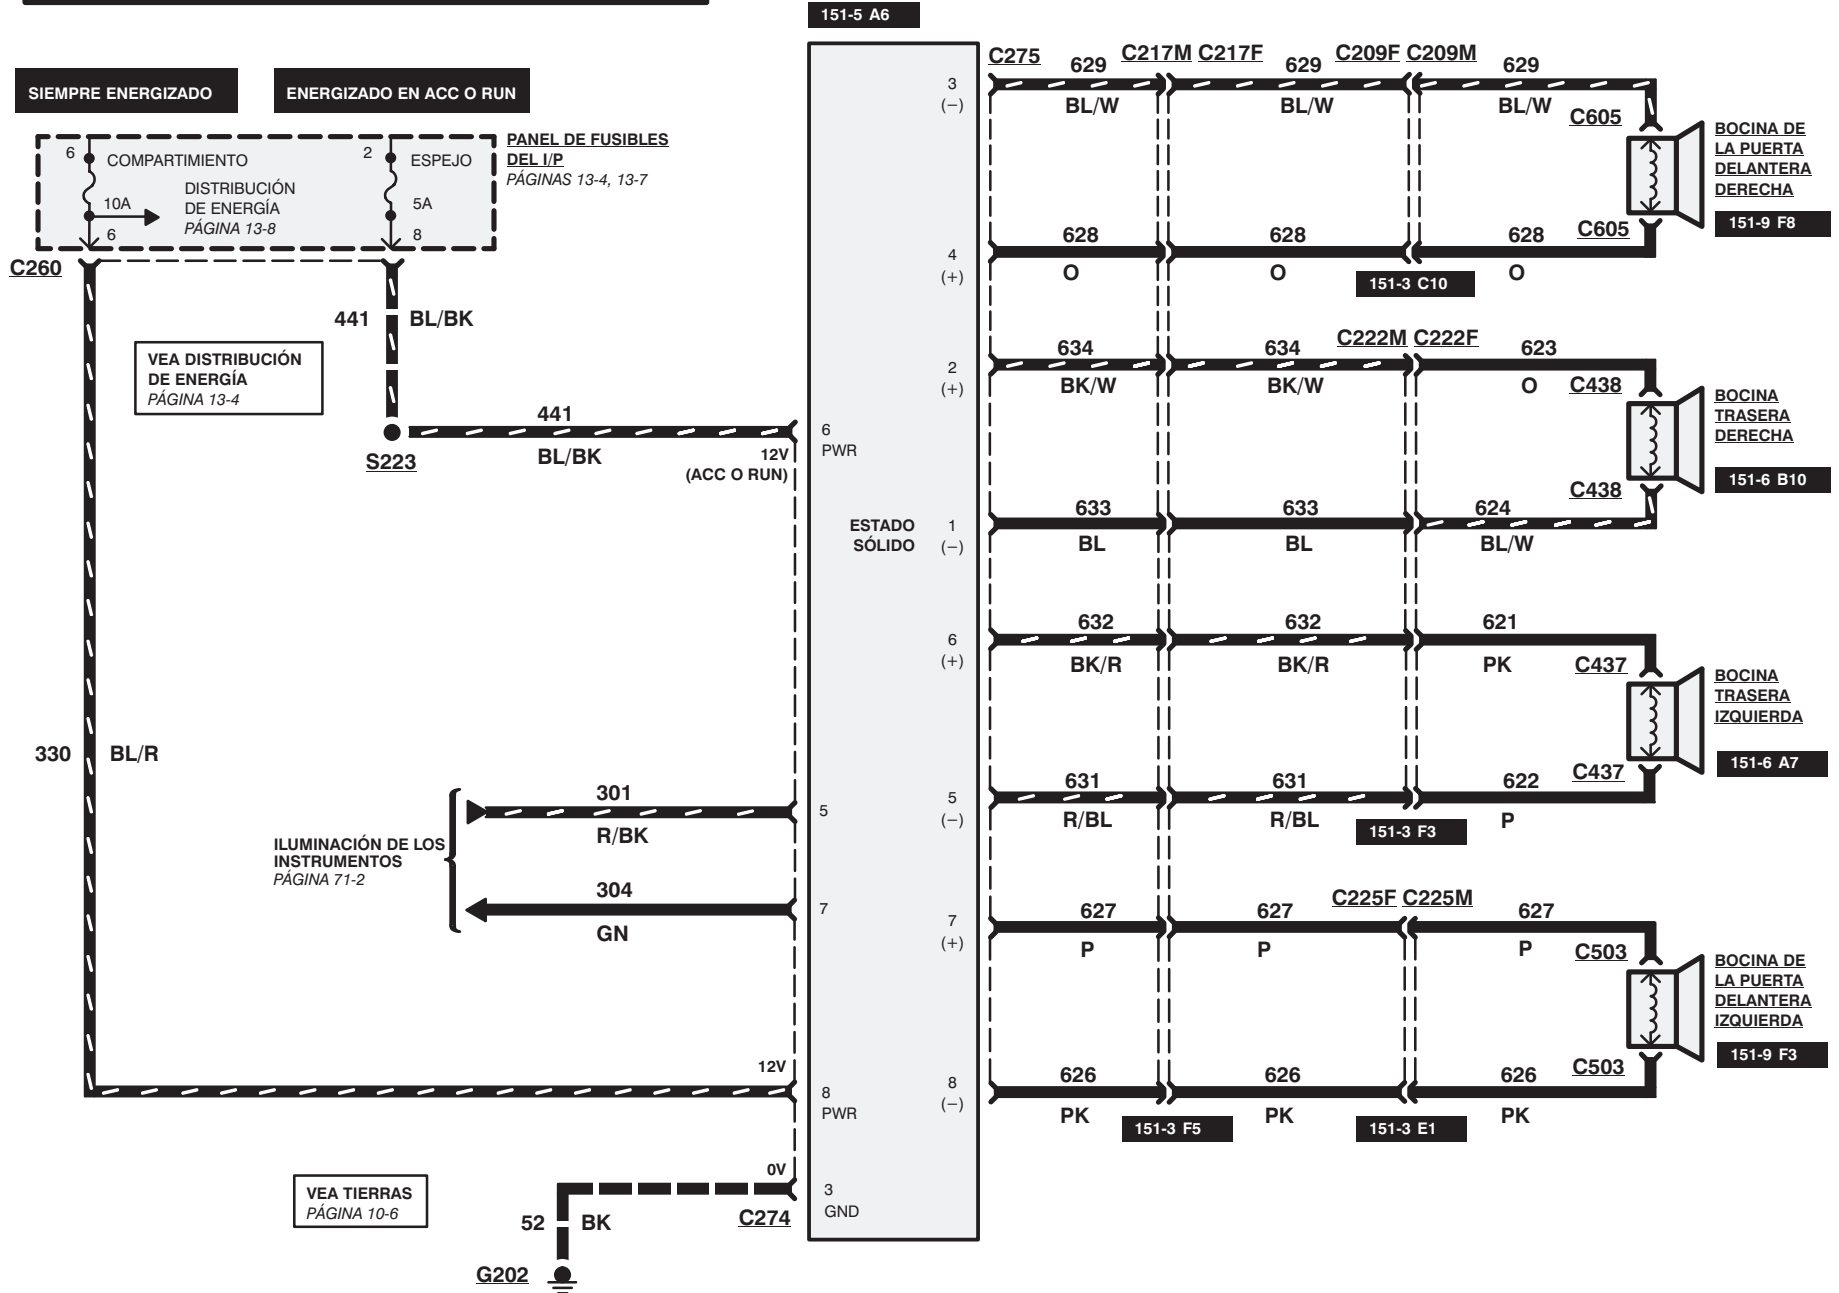 151-5 A6
SIEMPRE ENERGIZADO
ENERGIZADO EN ACC O RUN
PANEL DE FUSIBLES
DEL I/P
PÁGINAS 13-4, 13-7
6
COMPARTIMIENTO
2
ESPEJO
DISTRIBUCIÓN
DE ENERGÍA
PÁGINA 13-8
10A
5A
6
8
C260
441
BL/BK
VEA DISTRIBUCIÓN
DE ENERGÍA
PÁGINA 13-4
S223
441
BL/BK
12V
(ACC O RUN)
6
PWR
330
BL/R
ILUMINACIÓN DE LOS
INSTRUMENTOS
PÁGINA 71-2
301
R/BK
5
304
GN
7
12V
8
PWR
0V
3
GND
C274
VEA TIERRAS
PÁGINA 10-6
52
BK
G202
ESTADO
SÓLIDO
C275
C217M C217F
C209F C209M
3
(–)
629
629
629
BL/W
BL/W
BL/W
C605
4
(+)
628
628
628
O
O
O
C605
151-3 C10
BOCINA DE
LA PUERTA
DELANTERA
DERECHA
151-9 F8
C222M C222F
2
(+)
634
634
623
BK/W
BK/W
O
C438
1
(–)
633
633
624
BL
BL
BL/W
C438
BOCINA
TRASERA
DERECHA
151-6 B10
6
(+)
632
632
621
BK/R
BK/R
PK
C437
5
(–)
631
631
622
R/BL
R/BL
P
C437
151-3 F3
BOCINA
TRASERA
IZQUIERDA
151-6 A7
C225F C225M
7
(+)
627
627
627
P
P
P
C503
8
(–)
626
626
626
PK
PK
PK
C503
151-3 F5
151-3 E1
BOCINA DE
LA PUERTA
DELANTERA
IZQUIERDA
151-9 F3